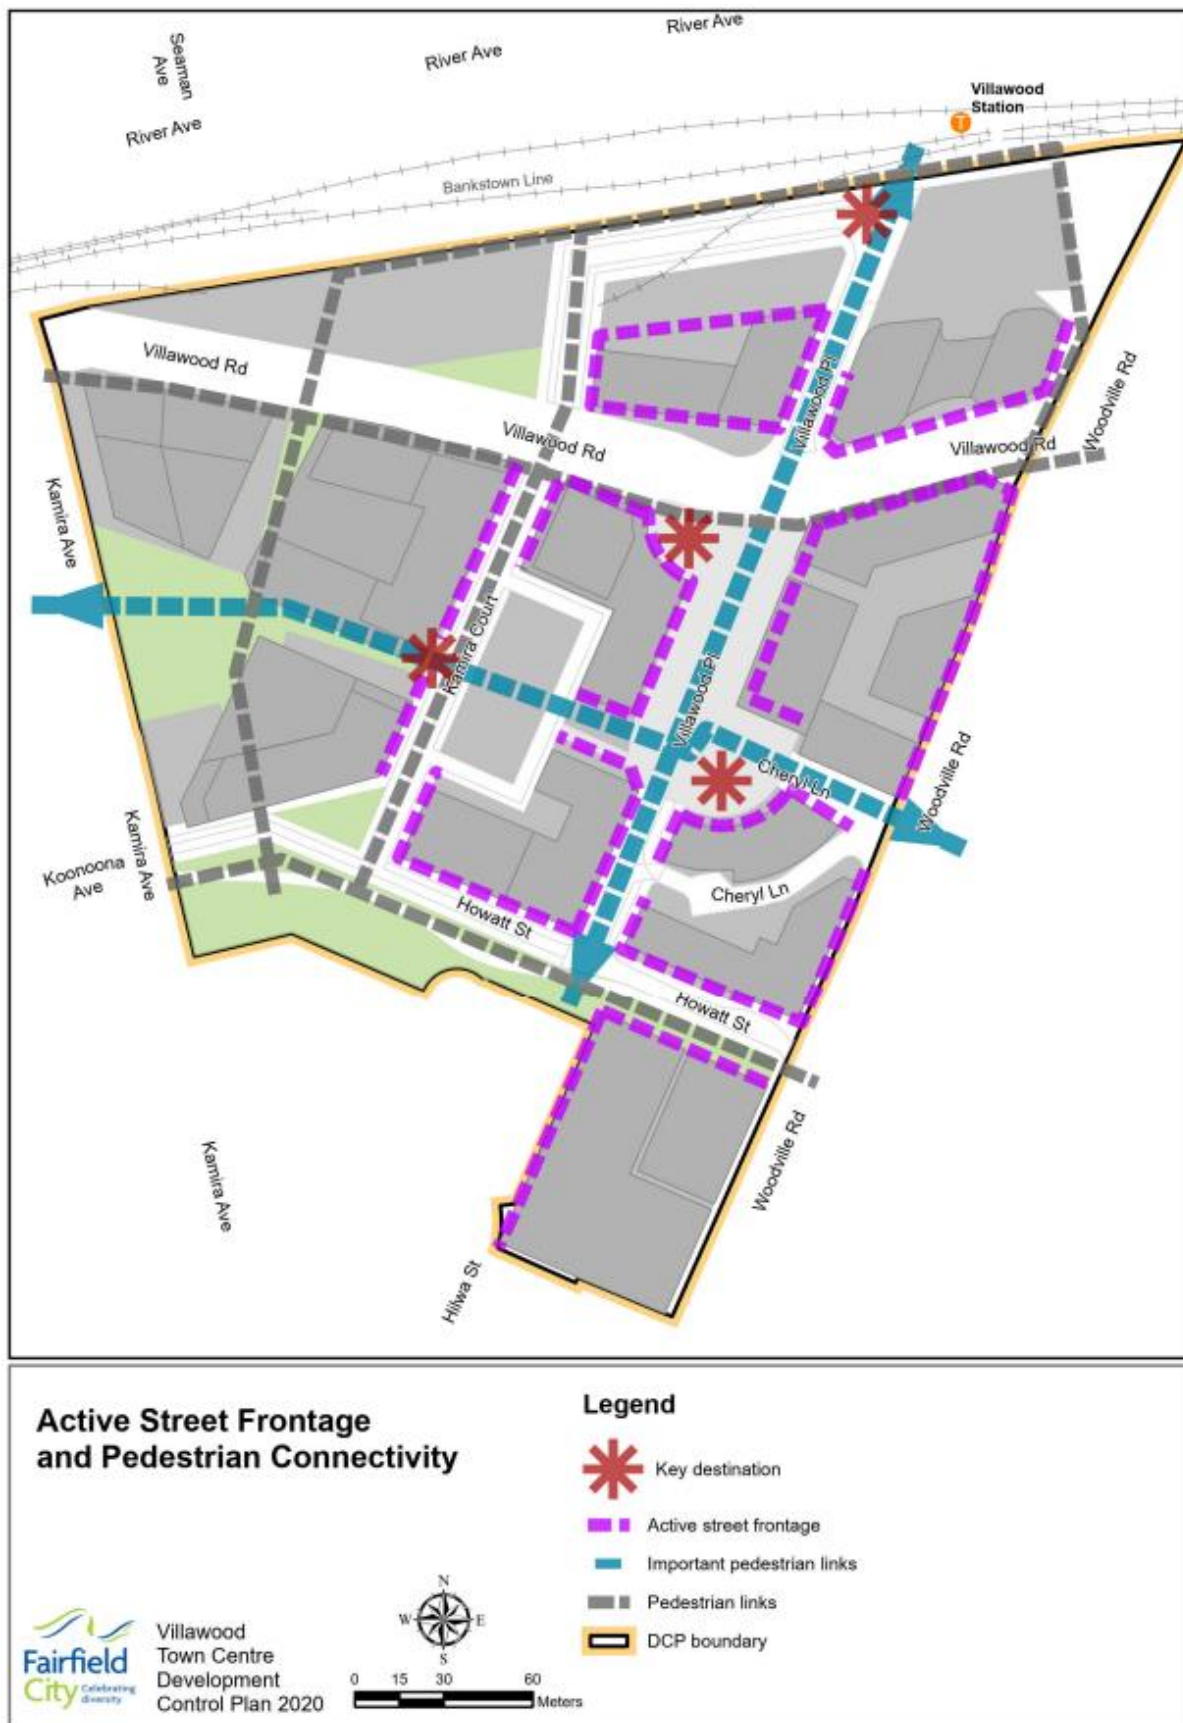 River Ave
Seaman
Ave
River Ave
Villawood
Station
T
River Ave
Bankstown Line
Villawood Rd
Villawood Pl
Woodville Rd
Villawood Rd
Villawood Rd
Kamira Ave
Kamira Court
Villawood Pl
Cheryl Ln
Woodville Rd
Kamira Ave
Koonoona
Ave
Cheryl Ln
Howatt St
Howatt St
Kamira Ave
Woodville Rd
Hilwa St
Active Street Frontage
and Pedestrian Connectivity
Legend
Key destination
Active street frontage
Important pedestrian links
Pedestrian links
DCP boundary
Fairfield
City Celebrating
diversity
Villawood
Town Centre
Development
Control Plan 2020
N
W E
S
0 15 30 60
Meters